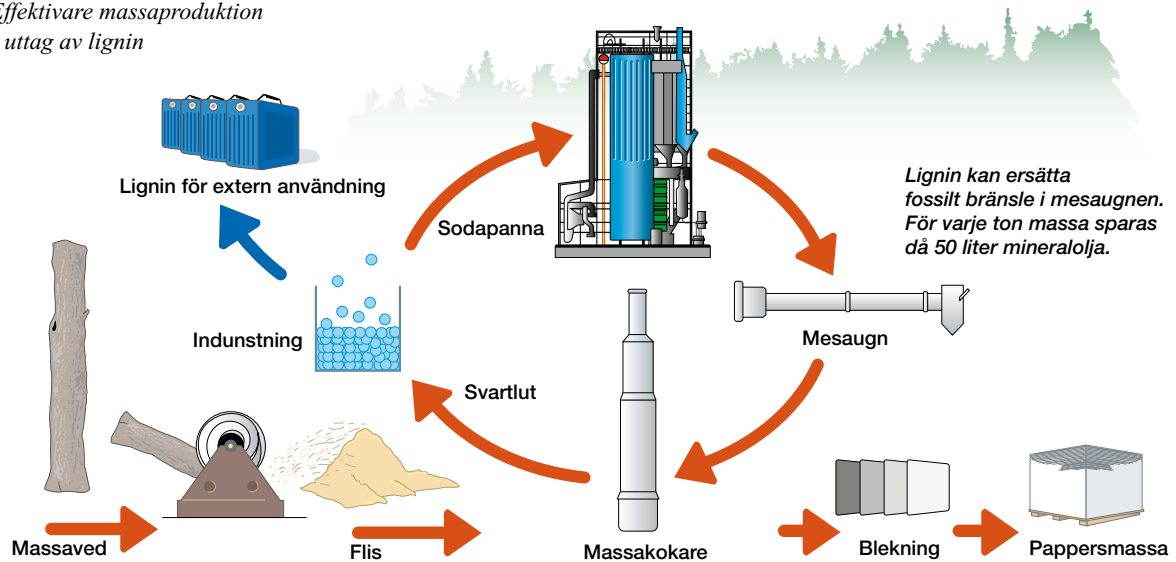 Effektivare massaproduktion
uttag av lignin
Lignin för extern användning
Sodapanna
Lignin kan ersätta
fossilt bränsle i mesaugnen.
För varje ton massa sparas
då 50 liter mineralolja.
Indunstning
Mesaugn
Svartlut
Massaved
Flis
Massakokare
Blekning
Pappersmassa